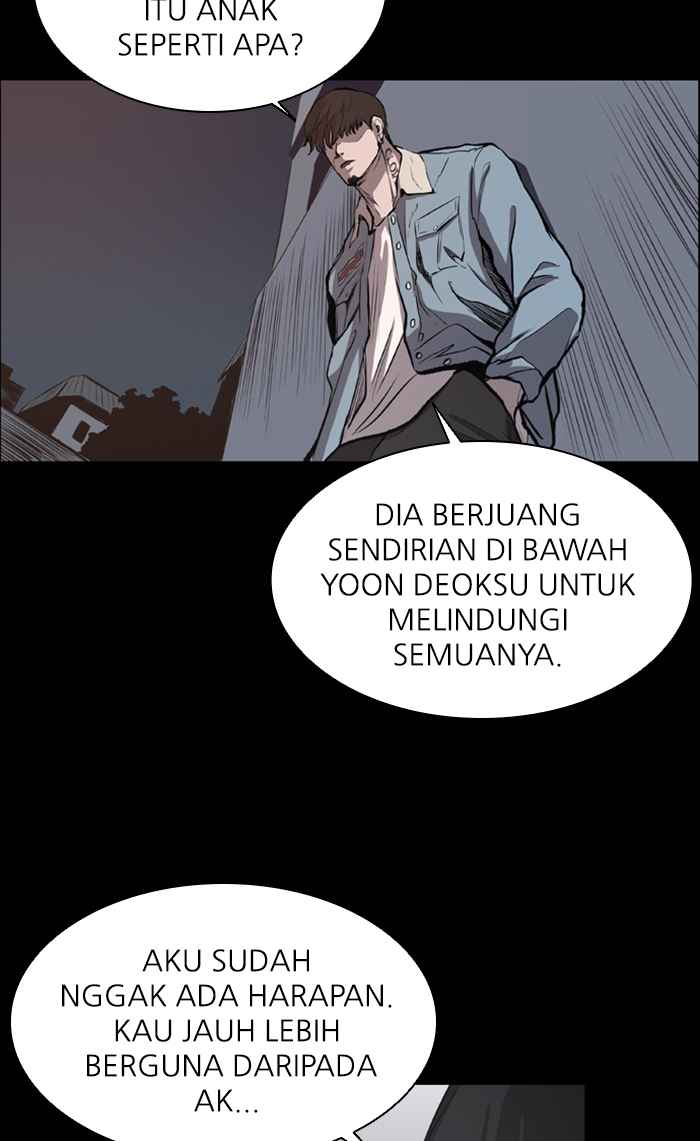 ITU ANAK
SEPERTI APA?
DIA BERJUANG
SENDIRIAN DI BAWAH
YOON DEOKSU UNTUK
MELINDUNGI
SEMUANYA.
AKU SUDAH
NGGAK ADA HARAPAN.
KAU JAUH LEBIH
BERGUNA DARIPADA
AK...